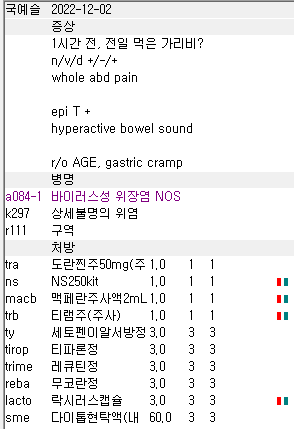 국예슬 2022-12-02
증상
1시간 전, 전일 먹은 가리비?
n/v/d +/-/+
whole abd pain
epi T +
hyperactive bowel sound
r/o AGE, gastric cramp
병명
a084-1 바이러스성 위장염 NOS
k297 상세불명의 위염
r111 구역
처방
tra 도란찐주50mg(주 1.0 1 1
ns NS250kit 1.0 1 1
macb 맥페란주사액2mL 1.0 1 1
trb 티램주(주사) 1.0 1 1
ty 세토펜이알서방정 3.0 3 3
tirop 티파론정 3.0 3 3
trime 레큐틴정 3.0 3 3
reba 무코란정 3.0 3 3
lacto 락시러스캡슐 3.0 3 3
sme 다이톱현탁액(내 60.0 3 3